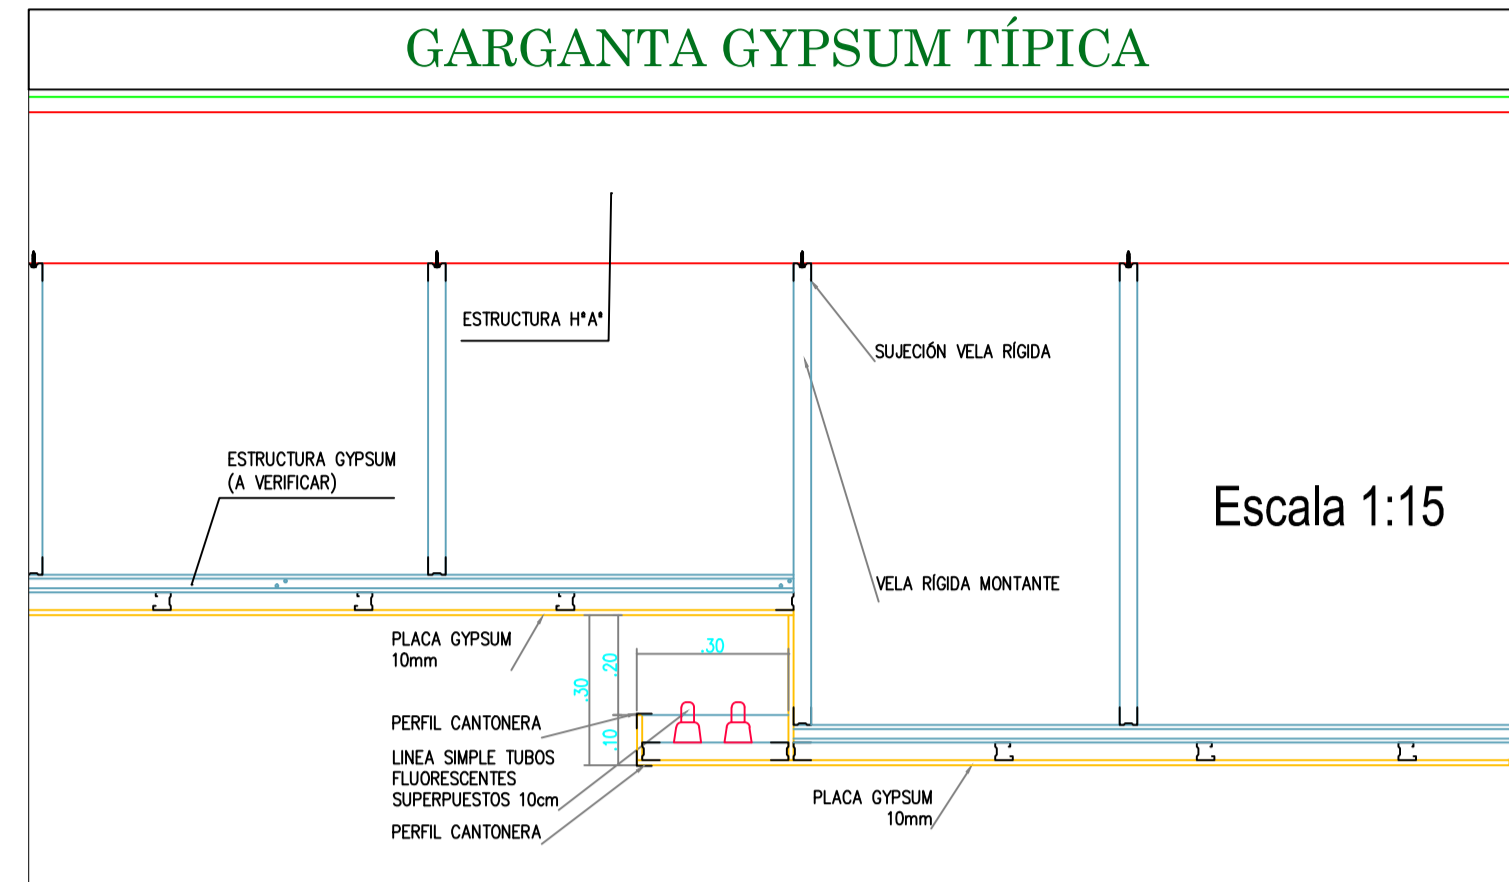 GARGANTA GYPSUM TÍPICA
ESTRUCTURA H°A°
SUJECIÓN VELA RÍGIDA
ESTRUCTURA GYPSUM
(A VERIFICAR)
Escala 1:15
VELA RÍGIDA MONTANTE
PLACA GYPSUM
10mm
.30
.20
.30
.10
PERFIL CANTONERA
LINEA SIMPLE TUBOS
FLUORESCENTES
SUPERPUESTOS 10cm
PERFIL CANTONERA
PLACA GYPSUM
10mm